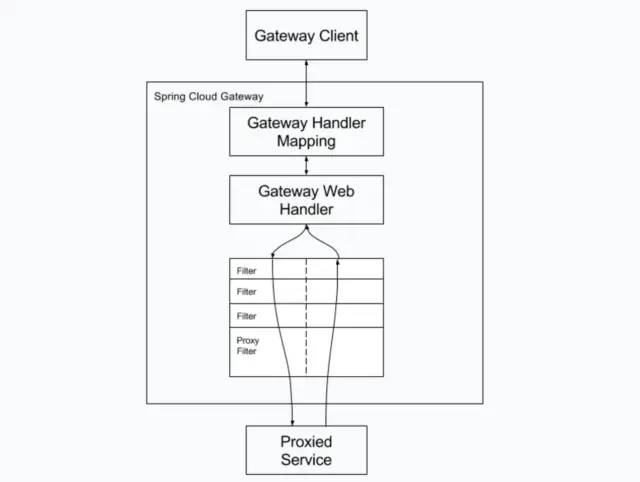 Gateway Client
Spring Cloud Gateway
Gateway Handler
Mapping
Gateway Web
Handler
Filter
Filter
Filter
Proxy
Filter
Proxied
Service